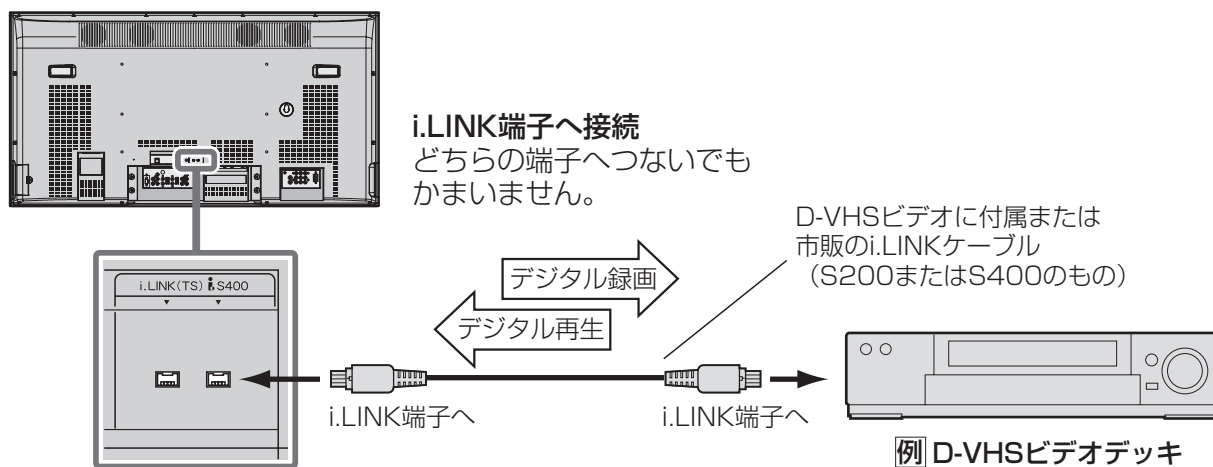 i.LINK端子へ接続
どちらの端子へつないでも
かまいません。
D-VHSビデオに付属または
市販のi.LINKケーブル
(S200またはS400のもの)
i.LINK(TS) i S400
デジタル録画
デジタル再生
i.LINK端子へ
i.LINK端子へ
例 D-VHSビデオデッキ